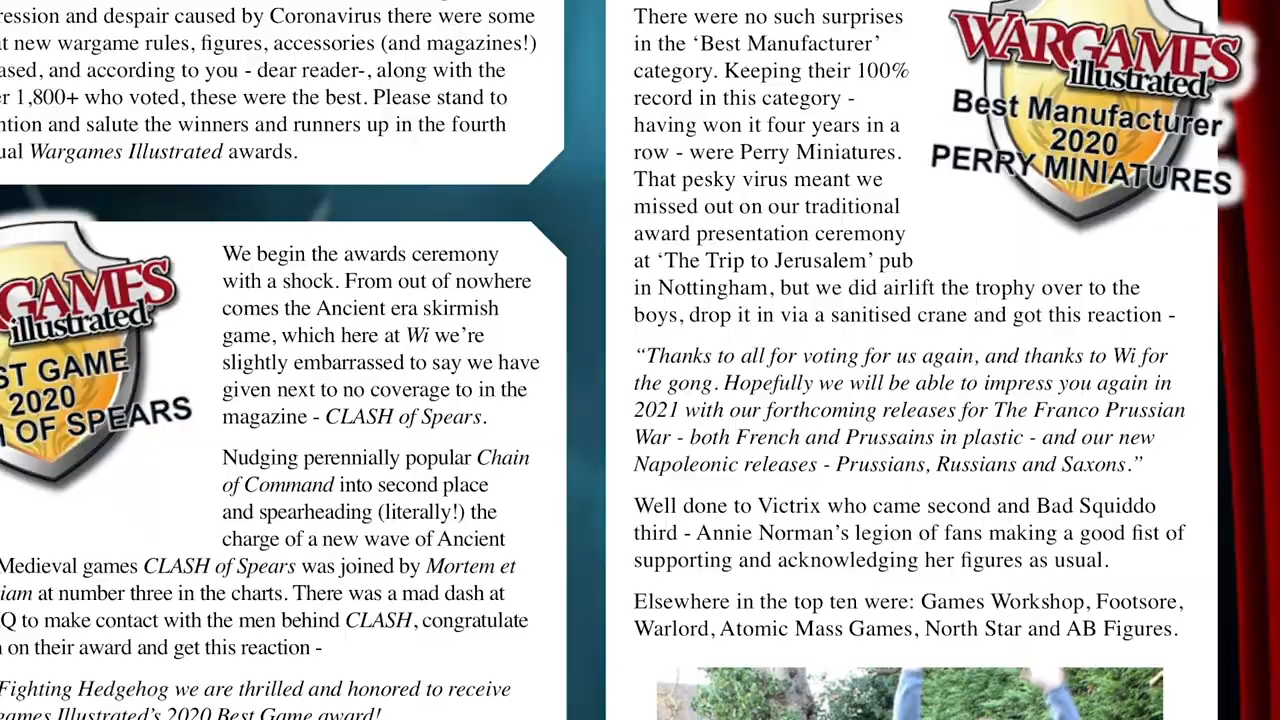 ression and despair caused by Coronavirus there were some
t new wargame rules, figures, accessories (and magazines!)
ased, and according to you - dear reader-, along with the
r 1,800+ who voted, these were the best. Please stand to
ntion and salute the winners and runners up in the fourth
ual Wargames Illustrated awards.
GAMES
illustrated
ST GAME
2020
H OF SPEARS
We begin the awards ceremony
with a shock. From out of nowhere
comes the Ancient era skirmish
game, which here at Wi we’re
slightly embarrassed to say we have
given next to no coverage to in the
magazine - CLASH of Spears.
Nudging perennially popular Chain
of Command into second place
and spearheading (literally!) the
charge of a new wave of Ancient
Medieval games CLASH of Spears was joined by Mortem et
iam at number three in the charts. There was a mad dash at
Q to make contact with the men behind CLASH, congratulate
on their award and get this reaction -
Fighting Hedgehog we are thrilled and honored to receive
games Illustrated’s 2020 Best Game award!
There were no such surprises
in the ‘Best Manufacturer’
category. Keeping their 100%
record in this category -
having won it four years in a
row - were Perry Miniatures.
That pesky virus meant we
missed out on our traditional
award presentation ceremony
at ‘The Trip to Jerusalem’ pub
in Nottingham, but we did airlift the trophy over to the
boys, drop it in via a sanitised crane and got this reaction -
“Thanks to all for voting for us again, and thanks to Wi for
the gong. Hopefully we will be able to impress you again in
2021 with our forthcoming releases for The Franco Prussian
War - both French and Prussains in plastic - and our new
Napoleonic releases - Prussians, Russians and Saxons.”
Well done to Victrix who came second and Bad Squiddo
third - Annie Norman’s legion of fans making a good fist of
supporting and acknowledging her figures as usual.
Elsewhere in the top ten were: Games Workshop, Footsore,
Warlord, Atomic Mass Games, North Star and AB Figures.
WARGAMES
illustrated
Best Manufacturer
2020
PERRY MINIATURES